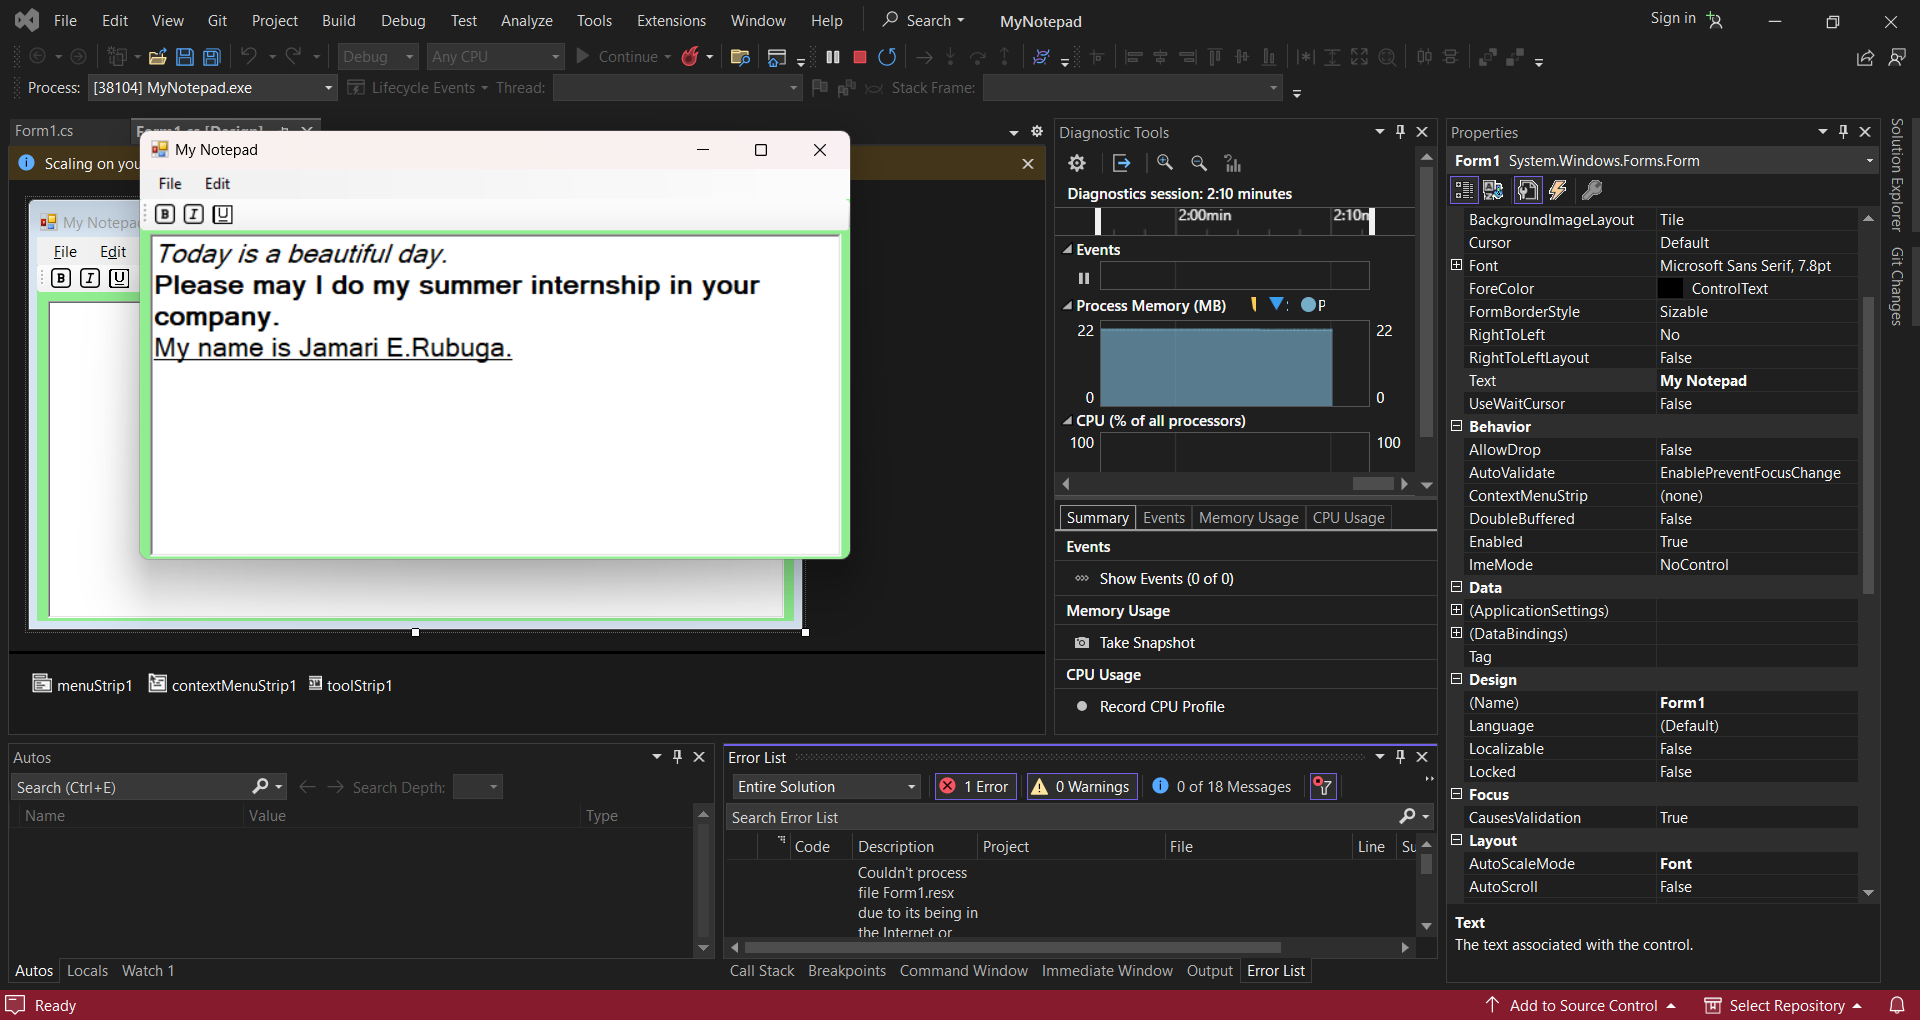 File Edit View Git Project Build Debug Test Analyze Tools Extensions Window Help Search MyNotepad Sign in
Debug Any CPU Continue
Process: [38104] MyNotepad.exe Lifecycle Events Thread: Stack Frame:
Form1.cs
Form1.cs [Design]
Scaling on you
My Notepad
File Edit
B I U
Today is a beautiful day.
Please may I do my summer internship in your
company.
My name is Jamari E.Rubuga.
My Notepa
File Edit
B I U
menuStrip1 contextMenuStrip1 toolStrip1
Diagnostic Tools
Diagnostics session: 2:10 minutes
2:00min 2:10m
Events
Process Memory (MB) P
22 22
0 0
CPU (% of all processors)
100 100
Summary Events Memory Usage CPU Usage
Events
Show Events (0 of 0)
Memory Usage
Take Snapshot
CPU Usage
Record CPU Profile
Properties
Form1 System.Windows.Forms.Form
BackgroundImageLayout Tile
Cursor Default
Font Microsoft Sans Serif, 7.8pt
ForeColor ControlText
FormBorderStyle Sizable
RightToLeft No
RightToLeftLayout False
Text My Notepad
UseWaitCursor False
Behavior
AllowDrop False
AutoValidate EnablePreventFocusChange
ContextMenuStrip (none)
DoubleBuffered False
Enabled True
ImeMode NoControl
Data
(ApplicationSettings)
(DataBindings)
Tag
Design
(Name) Form1
Language (Default)
Localizable False
Locked False
Focus
CausesValidation True
Layout
AutoScaleMode Font
AutoScroll False
Text
The text associated with the control.
Solution Explorer
Git Changes
Autos
Search (Ctrl+E) Search Depth:
Name Value Type
Autos Locals Watch 1
Error List
Entire Solution 1 Error 0 Warnings 0 of 18 Messages
Search Error List
Code Description Project File Line Su
Couldn't process
file Form1.resx
due to its being in
the Internet or
Call Stack Breakpoints Command Window Immediate Window Output Error List
Ready Add to Source Control Select Repository